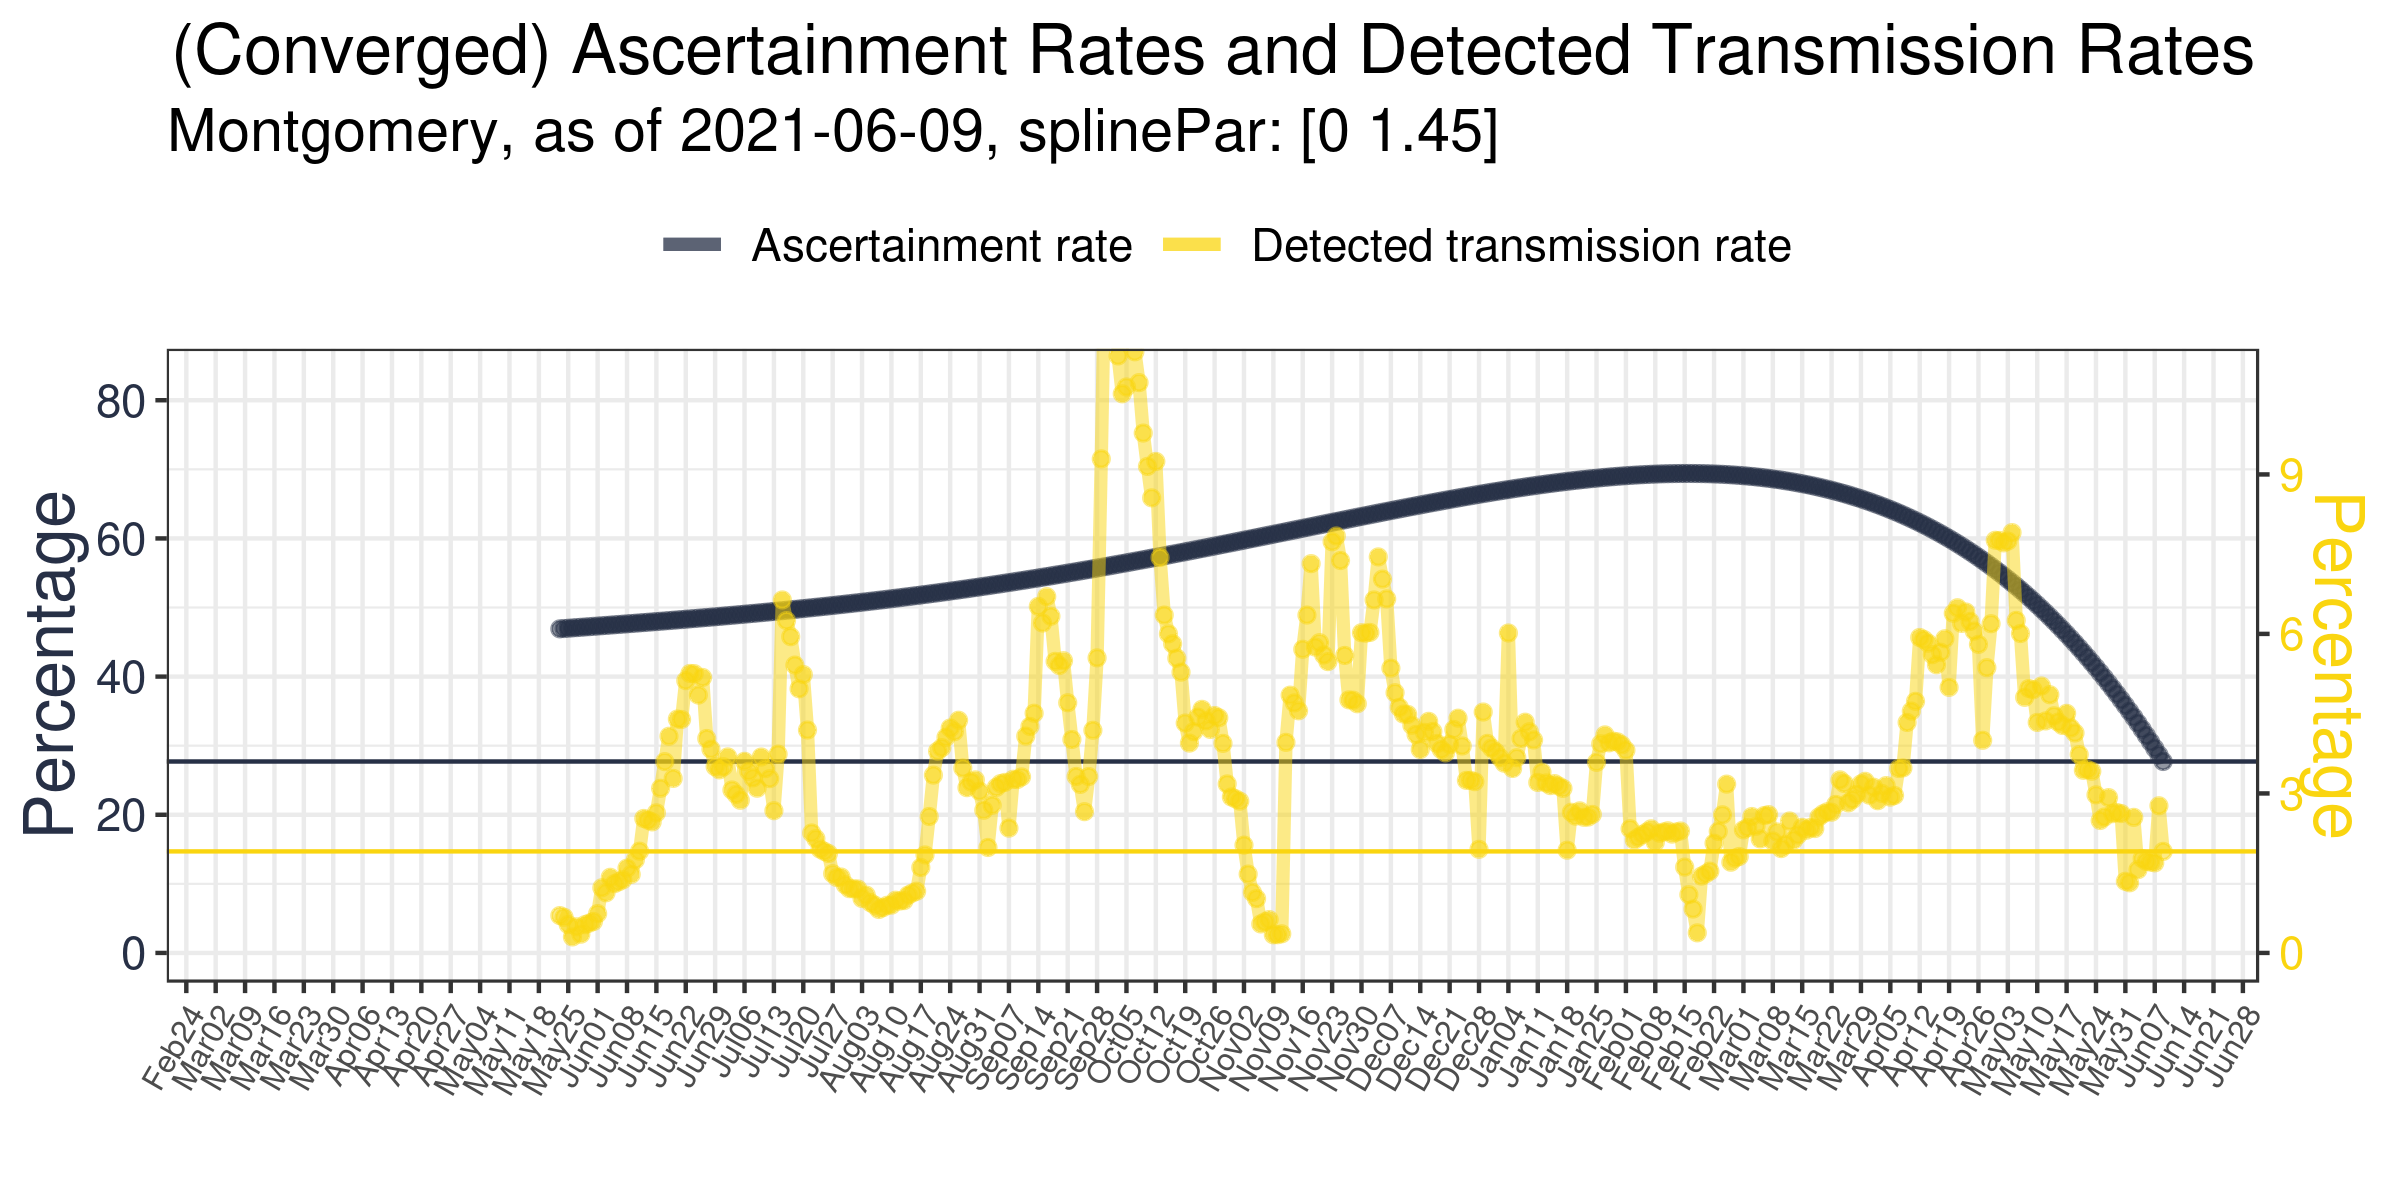 (Converged) Ascertainment Rates and Detected Transmission Rates
Montgomery, as of 2021-06-09, splinePar: [0 1.45]
Ascertainment rate Detected transmission rate
Percentage
80
60
40
20
0
9
6
3
0
Percentage
Feb24 Mar02 Mar09 Mar16 Mar23 Mar30 Apr06 Apr13 Apr20 Apr27 May04 May11 May18 May25 Jun01 Jun08 Jun15 Jun22 Jun29 Jul06 Jul13 Jul20 Jul27 Aug03 Aug10 Aug17 Aug24 Aug31 Sep07 Sep14 Sep21 Sep28 Oct05 Oct12 Oct19 Oct26 Nov02 Nov09 Nov16 Nov23 Nov30 Dec07 Dec14 Dec21 Dec28 Jan04 Jan11 Jan18 Jan25 Feb01 Feb08 Feb15 Feb22 Mar01 Mar08 Mar15 Mar22 Mar29 Apr05 Apr12 Apr19 Apr26 May03 May10 May17 May24 May31 Jun07 Jun14 Jun21 Jun28